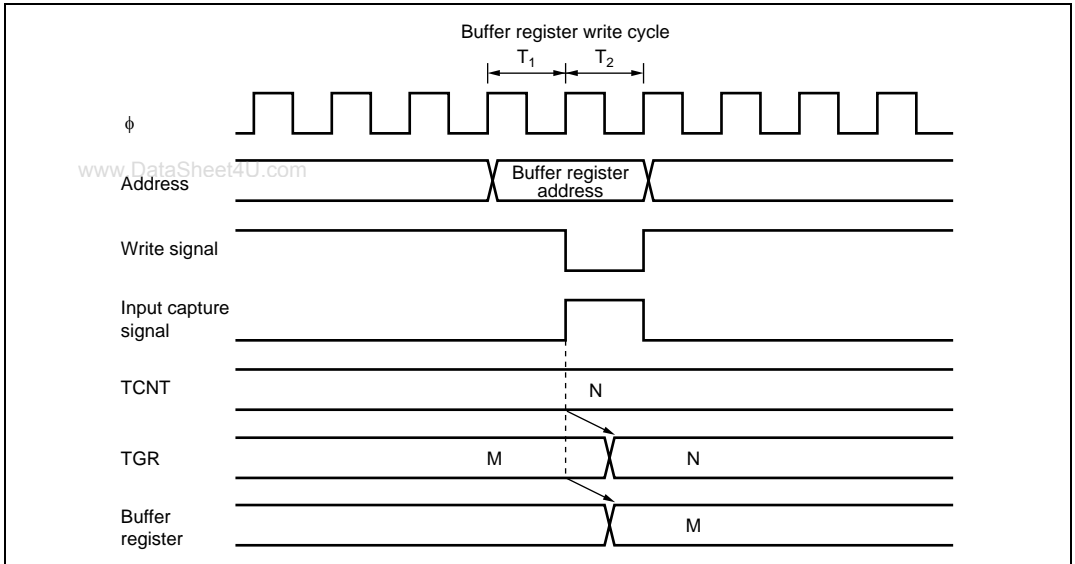 Buffer register write cycle
T₁ T₂
ϕ
www.DataSheet4U.com
Address
Buffer register
address
Write signal
Input capture
signal
TCNT
N
TGR
M N
Buffer
register
M